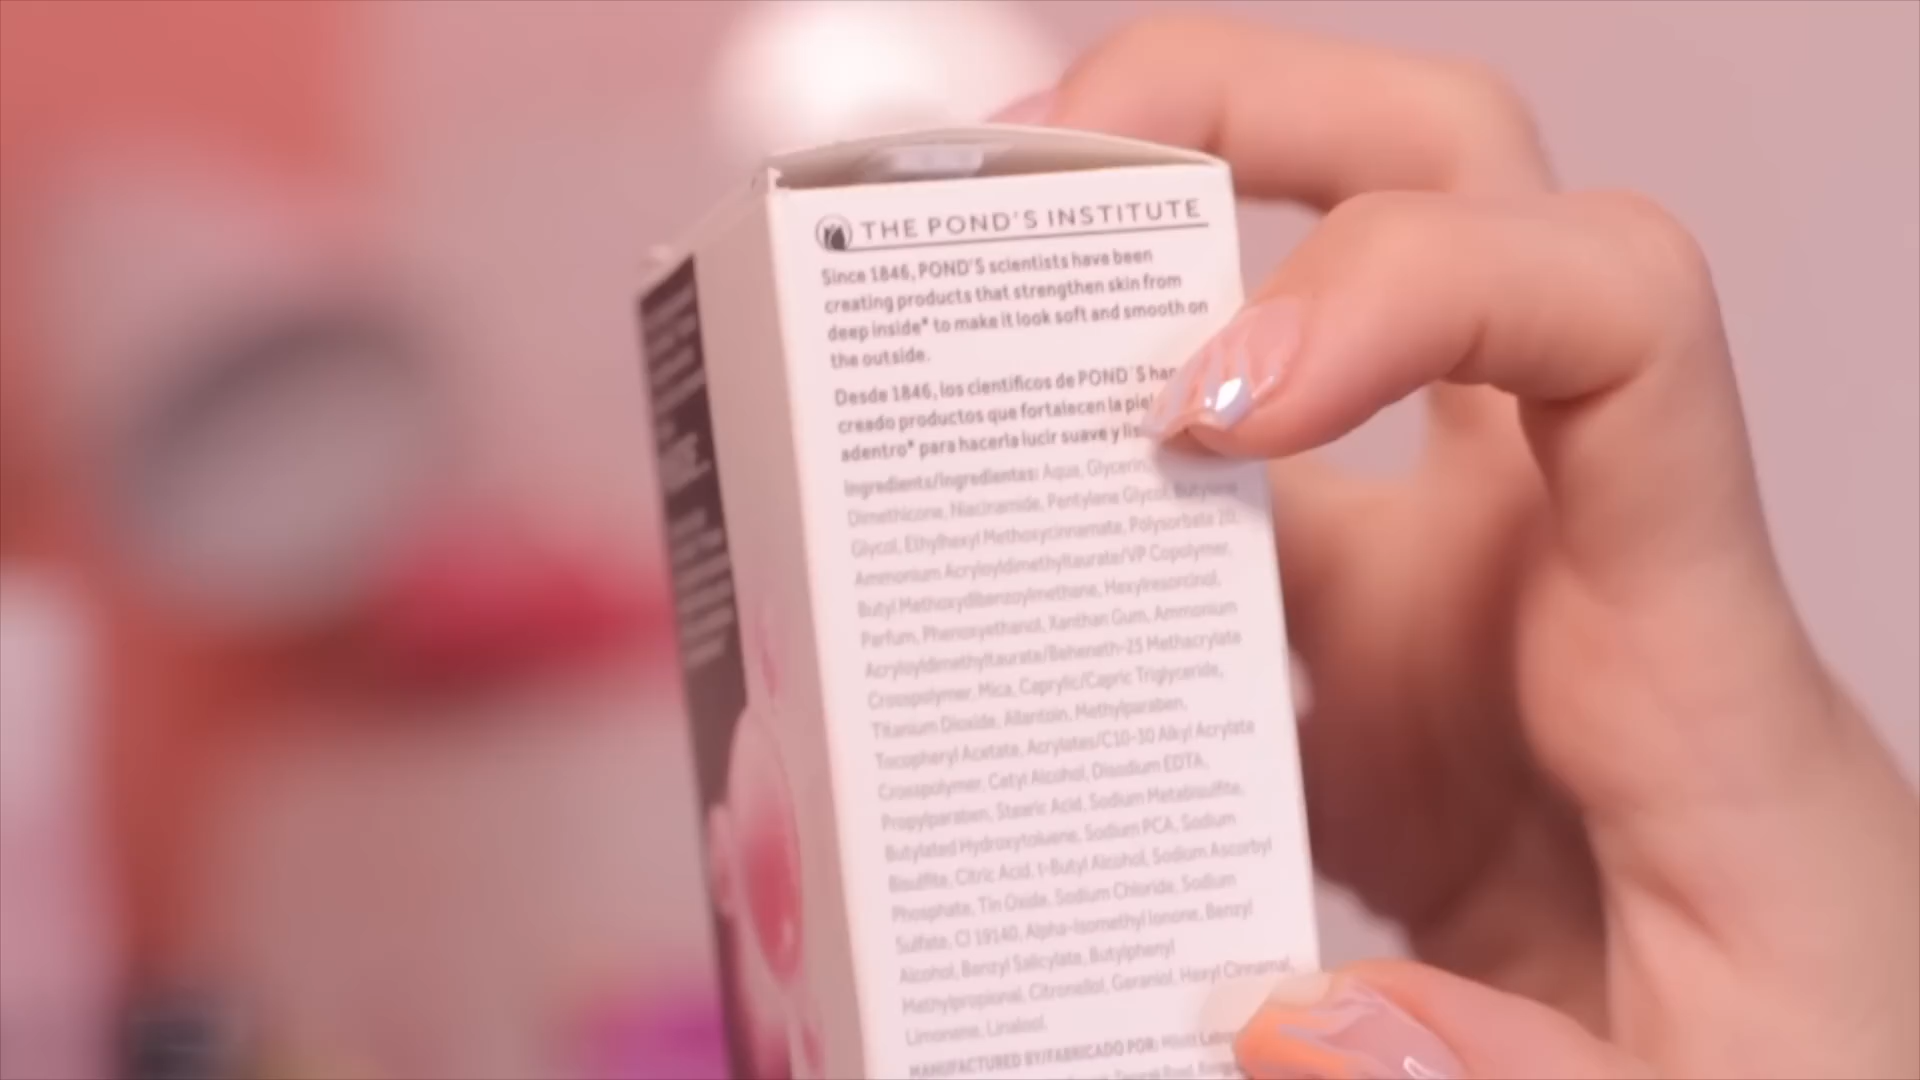 THE POND'S INSTITUTE
Since 1846, POND'S scientists have been
creating products that strengthen skin from
deep inside* to make it look soft and smooth on
the outside.
Desde 1846, los científicos de POND'S han
creado productos que fortalecen la piel
adentro* para hacerla lucir suave y lis
Ingredients/Ingredientes: Aqua, Glycerin,
Dimethicone, Niacinamide, Pentylene Glycol, Butylene
Glycol, Ethylhexyl Methoxycinnamate, Polysorbate 20,
Ammonium Acryloyldimethyltaurate/VP Copolymer,
Butyl Methoxydibenzoylmethane, Hexylresorcinol,
Parfum, Phenoxyethanol, Xanthan Gum, Ammonium
Acryloyldimethyltaurate/Beheneth-25 Methacrylate
Crosspolymer, Mica, Caprylic/Capric Triglyceride,
Titanium Dioxide, Allantoin, Methylparaben,
Tocopheryl Acetate, Acrylates/C10-30 Alkyl Acrylate
Crosspolymer, Cetyl Alcohol, Disodium EDTA,
Propylparaben, Stearic Acid, Sodium Metabisulfite,
Butylated Hydroxytoluene, Sodium PCA, Sodium
Bisulfite, Citric Acid, t-Butyl Alcohol, Sodium Ascorbyl
Phosphate, Tin Oxide, Sodium Chloride, Sodium
Sulfate, CI 19140, Alpha-Isomethyl Ionone, Benzyl
Alcohol, Benzyl Salicylate, Butylphenyl
Methylpropional, Citronellol, Geraniol, Hexyl Cinnamal,
Limonene, Linalool.
MANUFACTURED BY/FABRICADO POR: